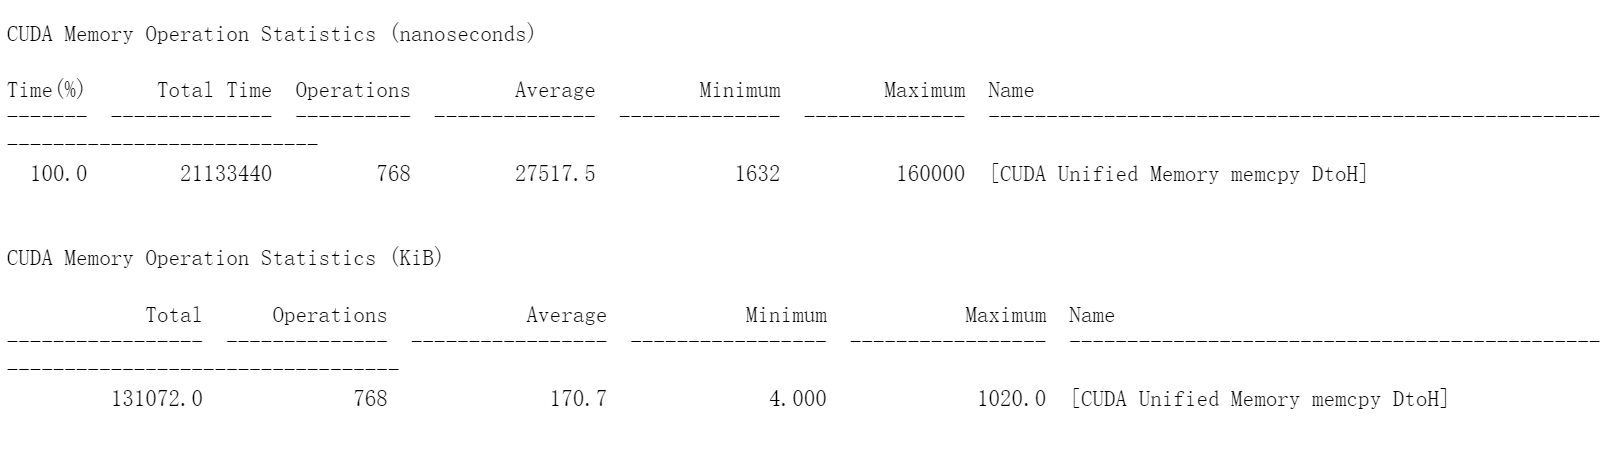 CUDA Memory Operation Statistics (nanoseconds)
Time(%)      Total Time  Operations         Average         Minimum         Maximum  Name
-------  --------------  ----------  --------------  --------------  --------------  -----------------------------------------------------
---------------------------
  100.0        21133440         768         27517.5            1632          160000  [CUDA Unified Memory memcpy DtoH]
CUDA Memory Operation Statistics (KiB)
            Total      Operations            Average            Minimum            Maximum  Name
-----------------  --------------  -----------------  -----------------  -----------------  ----------------------------------------------
----------------------------------
         131072.0             768              170.7              4.000             1020.0  [CUDA Unified Memory memcpy DtoH]